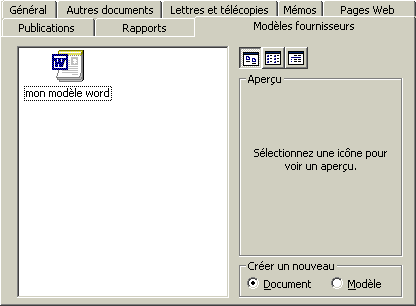 Général Autres documents Lettres et télécopies Mémos Pages Web
Publications Rapports Modèles fournisseurs
mon modèle word
Aperçu
Sélectionnez une icône pour
voir un aperçu.
Créer un nouveau
Document Modèle